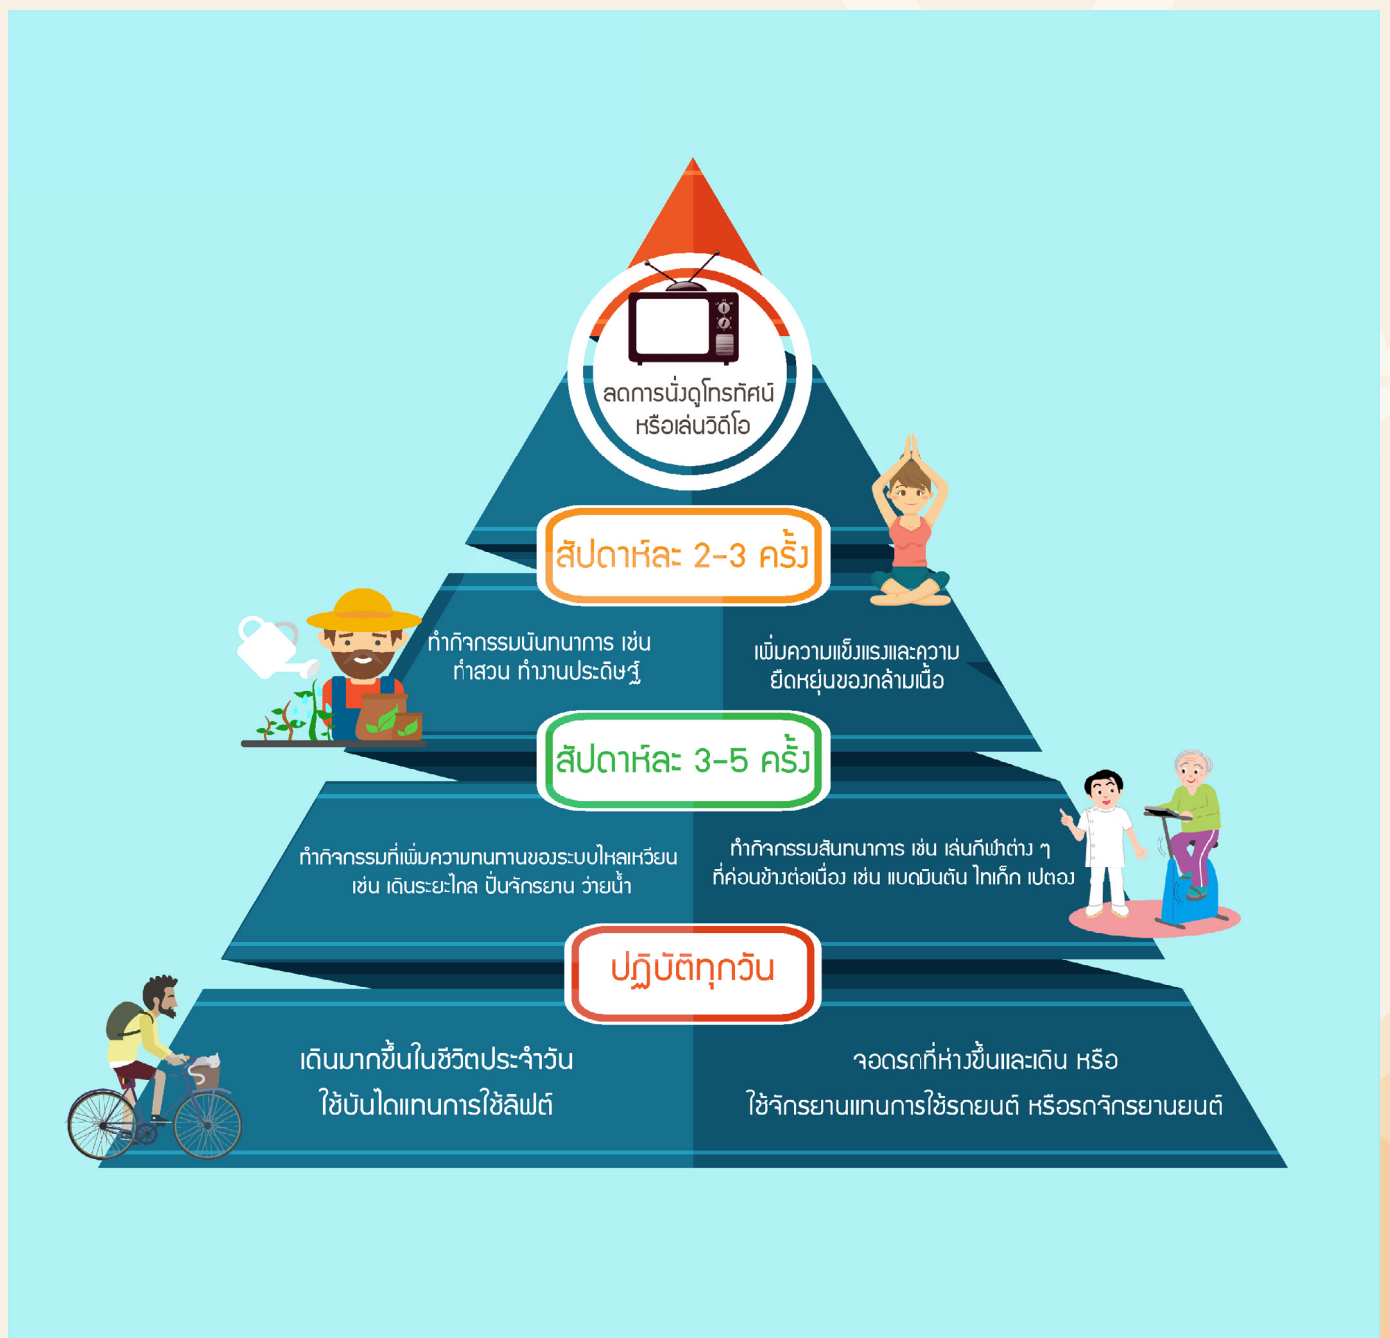 ลดการนั่งดูโทรทัศน์
หรือเล่นวิดีโอ
สัปดาห์ละ 2-3 ครั้ง
ทำกิจกรรมนันทนาการ เช่น
ทำสวน ทำงานประดิษฐ์
เพิ่มความแข็งแรงและความ
ยืดหยุ่นของกล้ามเนื้อ
สัปดาห์ละ 3-5 ครั้ง
ทำกิจกรรมที่เพิ่มความทนทานของระบบไหลเหวียน
เช่น เดินระยะไกล ปั่นจักรยาน ว่ายน้ำ
ทำกิจกรรมสันทนาการ เช่น เล่นกีฬาต่าง ๆ
ที่ค่อนข้างต่อเนื่อง เช่น แบดมินตัน ไทเก็ก เปตอง
ปฏิบัติทุกวัน
เดินมากขึ้นในชีวิตประจำวัน
ใช้บันไดแทนการใช้ลิฟต์
จอดรถที่ห่างขึ้นและเดิน หรือ
ใช้จักรยานแทนการใช้รถยนต์ หรือรถจักรยานยนต์